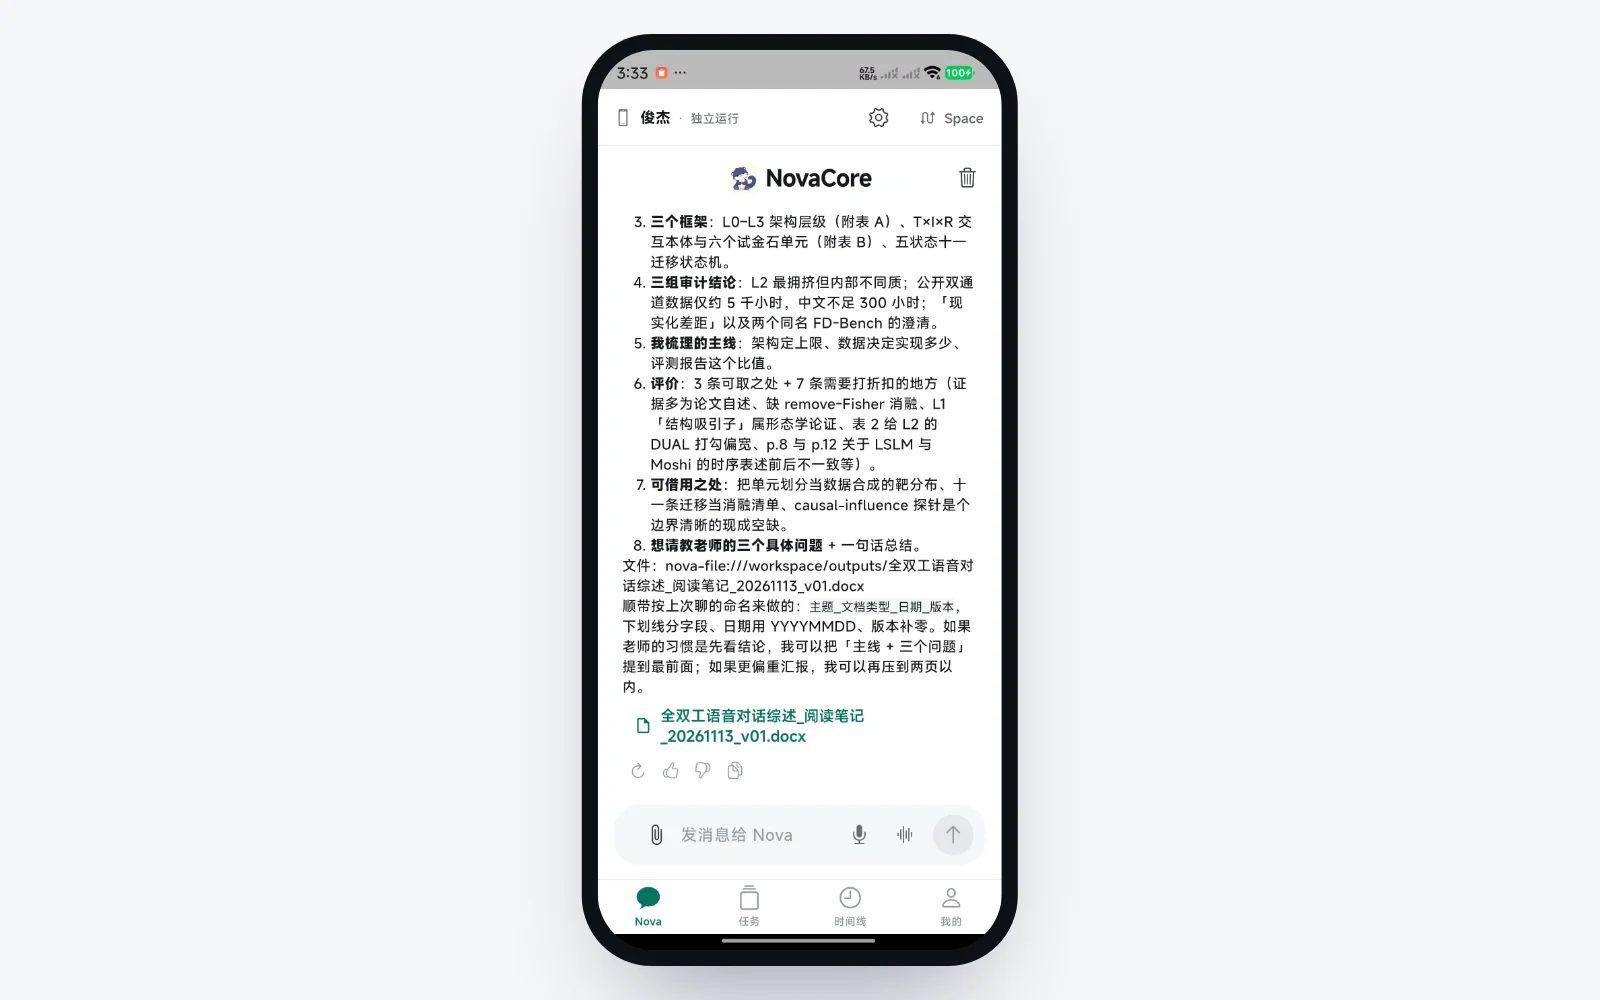 3:33
67.5
KB/s
100
俊杰 · 独立运行
Space
NovaCore
3. 三个框架：L0–L3 架构层级（附表 A）、T×I×R 交
互本体与六个试金石单元（附表 B）、五状态十一
迁移状态机。
4. 三组审计结论：L2 最拥挤但内部不同质；公开双通
道数据仅约 5 千小时，中文不足 300 小时；「现
实化差距」以及两个同名 FD-Bench 的澄清。
5. 我梳理的主线：架构定上限、数据决定实现多少、
评测报告这个比值。
6. 评价：3 条可取之处 + 7 条需要打折扣的地方（证
据多为论文自述、缺 remove-Fisher 消融、L1
「结构吸引子」属形态学论证、表 2 给 L2 的
DUAL 打勾偏宽、p.8 与 p.12 关于 LSLM 与
Moshi 的时序表述前后不一致等）。
7. 可借用之处：把单元划分当数据合成的靶分布、十
一条迁移当消融清单、causal-influence 探针是个
边界清晰的现成空缺。
8. 想请教老师的三个具体问题 + 一句话总结。
文件：nova-file:///workspace/outputs/全双工语音对
话综述_阅读笔记_20261113_v01.docx
顺带按上次聊的命名来做的：主题_文档类型_日期_版本，
下划线分字段、日期用 YYYYMMDD、版本补零。如果
老师的习惯是先看结论，我可以把「主线 + 三个问题」
提到最前面；如果更偏重汇报，我可以再压到两页以
内。
全双工语音对话综述_阅读笔记
_20261113_v01.docx
发消息给 Nova
Nova
任务
时间线
我的